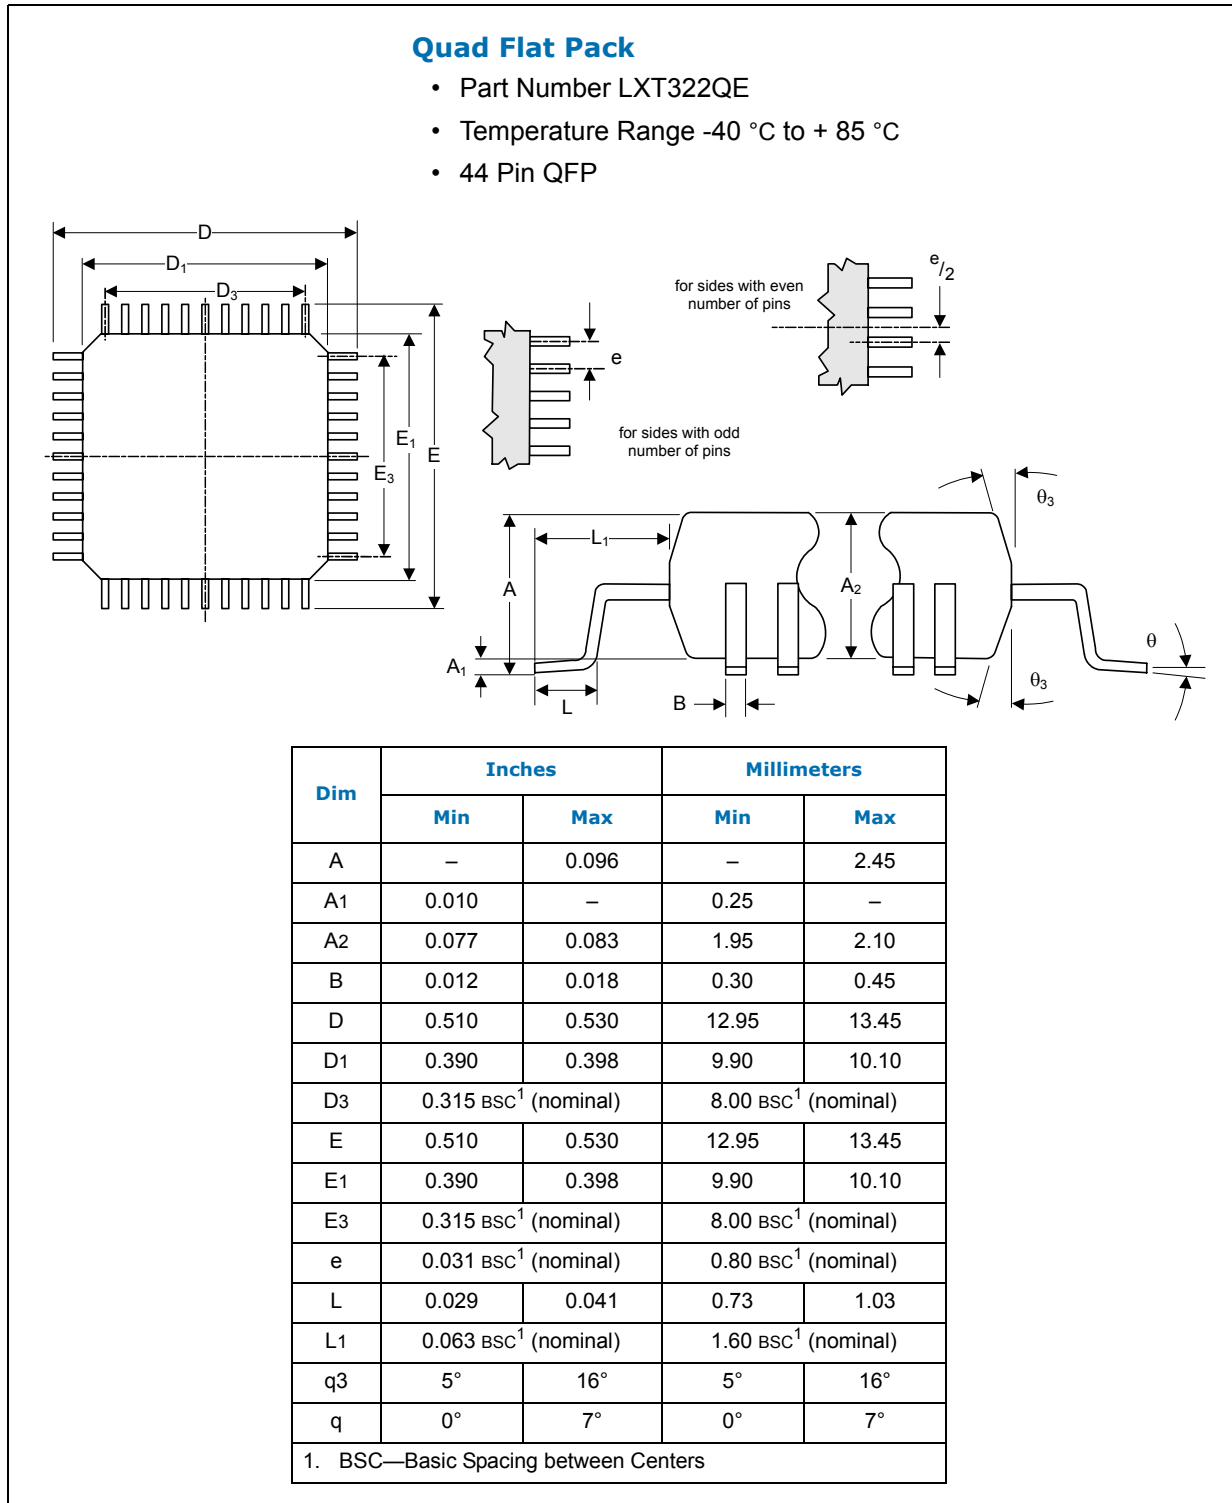 Quad Flat Pack
• Part Number LXT322QE
• Temperature Range -40 °C to + 85 °C
• 44 Pin QFP
D
D1
D3
E1
E
E3
e
for sides with odd
number of pins
for sides with even
number of pins
e/2
θ3
L1
A
A2
A1
L
B
θ
θ3
Dim Inches Millimeters
Min Max Min Max
A – 0.096 – 2.45
A1 0.010 – 0.25 –
A2 0.077 0.083 1.95 2.10
B 0.012 0.018 0.30 0.45
D 0.510 0.530 12.95 13.45
D1 0.390 0.398 9.90 10.10
D3 0.315 BSC1 (nominal) 8.00 BSC1 (nominal)
E 0.510 0.530 12.95 13.45
E1 0.390 0.398 9.90 10.10
E3 0.315 BSC1 (nominal) 8.00 BSC1 (nominal)
e 0.031 BSC1 (nominal) 0.80 BSC1 (nominal)
L 0.029 0.041 0.73 1.03
L1 0.063 BSC1 (nominal) 1.60 BSC1 (nominal)
q3 5° 16° 5° 16°
q 0° 7° 0° 7°
1. BSC—Basic Spacing between Centers